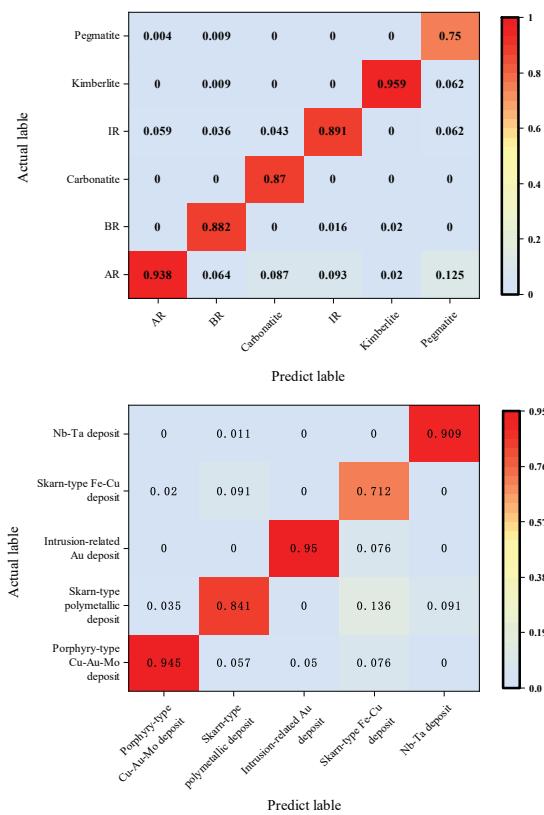 Pegmatite 0.004 0.009 0 0 0.75 1
Kimberlite 0 0.009 0 0 0.959 0.062 0.8
IR 0.059 0.036 0.043 0.891 0 0.062 0.6
Actual lable
Carbonatite 0 0 0.87 0 0 0 0.4
BR 0 0.882 0 0.016 0.02 0 0.2
AR 0.938 0.064 0.087 0.093 0.02 0.125 0
AR BR Carbonatite IR Kimberlite Pegmatite
Predict lable
Nb-Ta deposit 0 0.011 0 0 0.909 0.95
Skarn-type Fe-Cu
deposit 0.02 0.091 0 0.712 0 0.76
Intrusion-related
Au deposit 0 0 0.95 0.076 0 0.57
Actual lable
0.38
Skarn-type
polymetallic
deposit 0.035 0.841 0 0.136 0.091 0.19
Porphyry-type
Cu-Au-Mo
deposit 0.945 0.057 0.05 0.076 0 0.0
Porphyry-type
Cu-Au-Mo deposit
Skarn-type
polymetallic deposit
Intrusion-related Au
deposit
Skarn-type Fe-Cu
deposit
Nb-Ta deposit
Predict lable